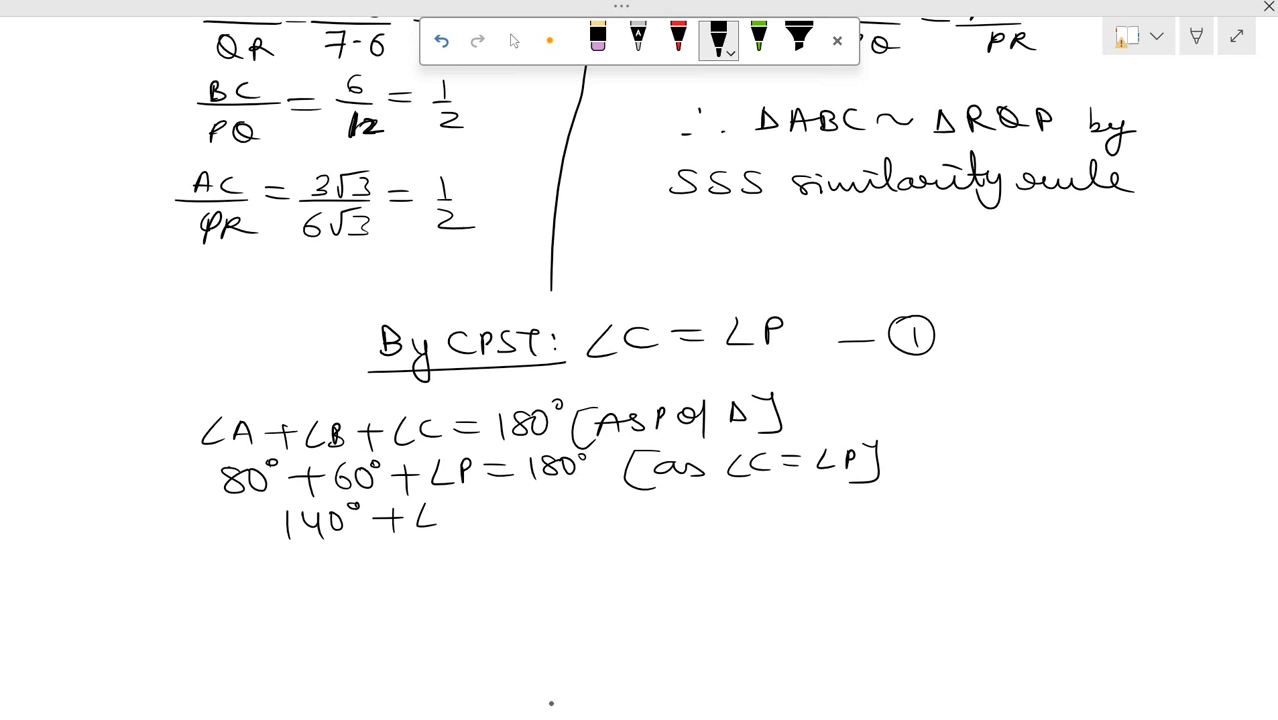 QR 7-6
BC/PQ = 6/12 = 1/2
AC/PR = 3√3/6√3 = 1/2
PR
∴ ΔABC ~ ΔRQP by
SSS similarity rule
By CPST: ∠C = ∠P — ①
∠A + ∠B + ∠C = 180° [ASP of Δ]
80° + 60° + ∠P = 180° [as ∠C = ∠P]
140° + ∠